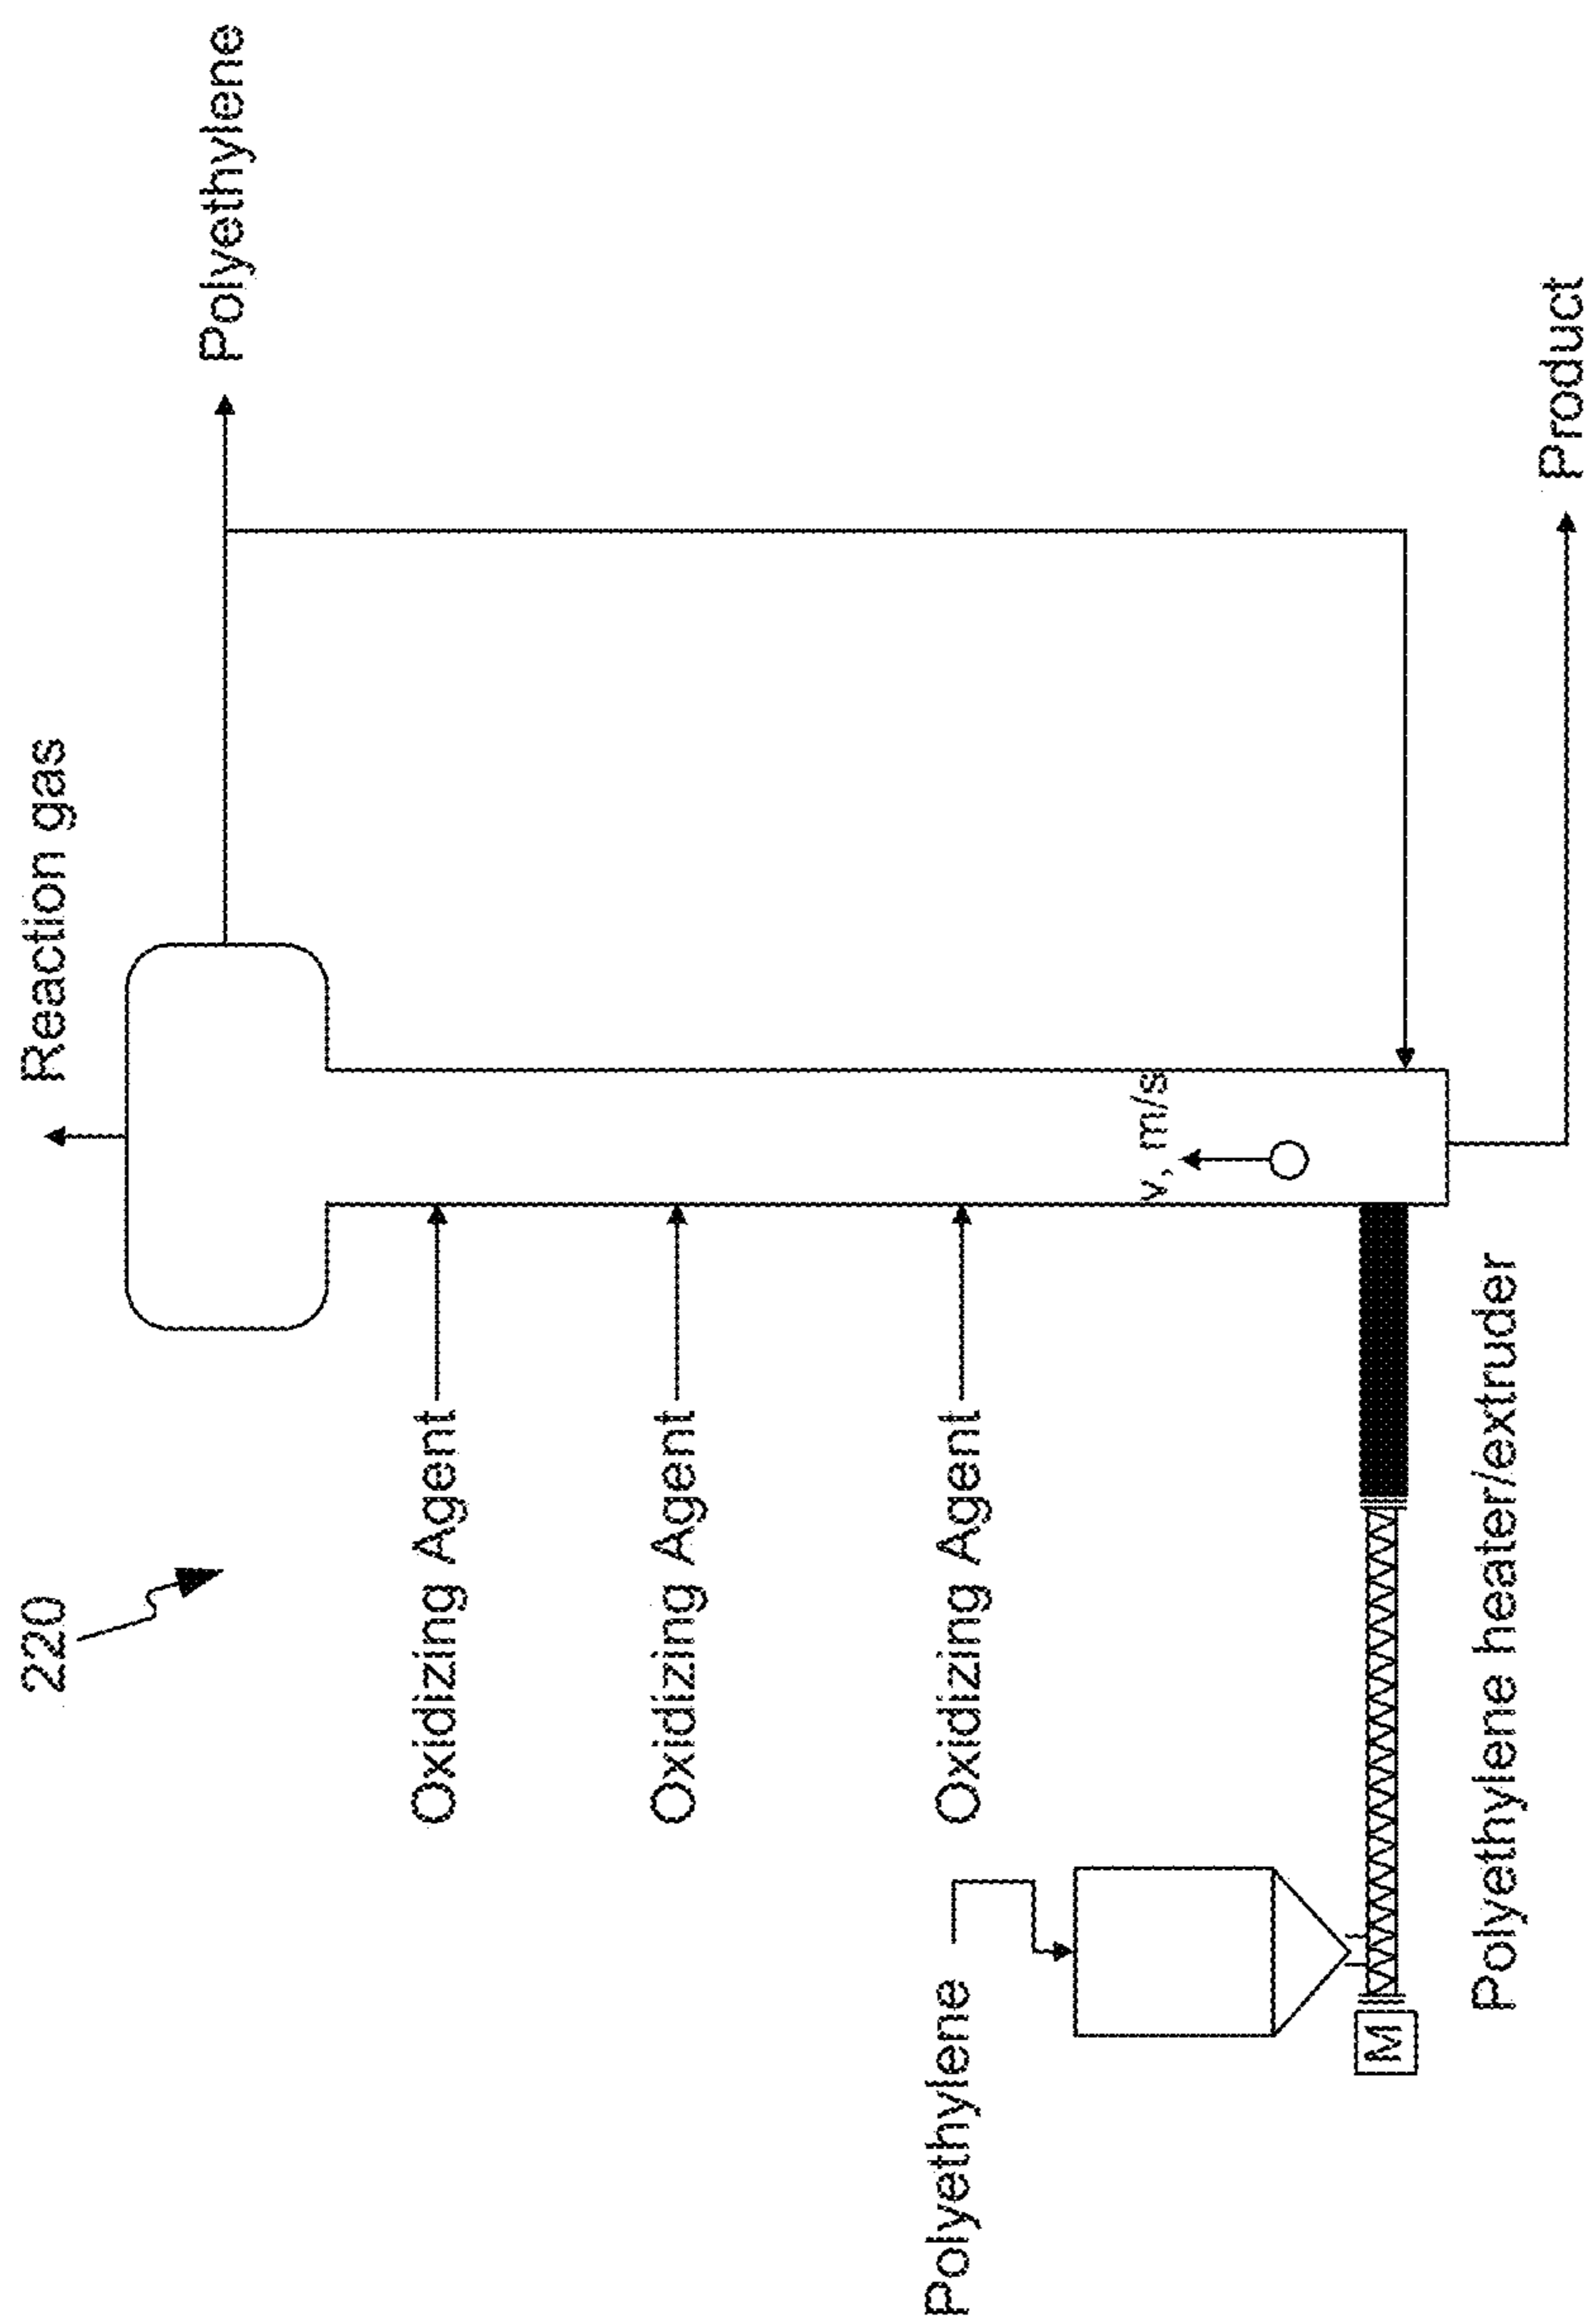 220
Reaction gas
Polyethylene
Oxidizing Agent
Oxidizing Agent
Oxidizing Agent
Polyethylene
v, m/s
M
Polyethylene heater/extruder
Product